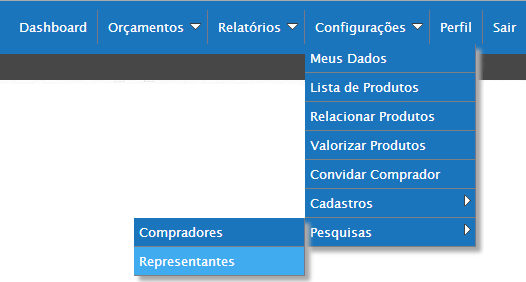 Dashboard Orçamentos Relatórios Configurações Perfil Sair
Meus Dados
Lista de Produtos
Relacionar Produtos
Valorizar Produtos
Convidar Comprador
Cadastros
Pesquisas
Compradores
Representantes